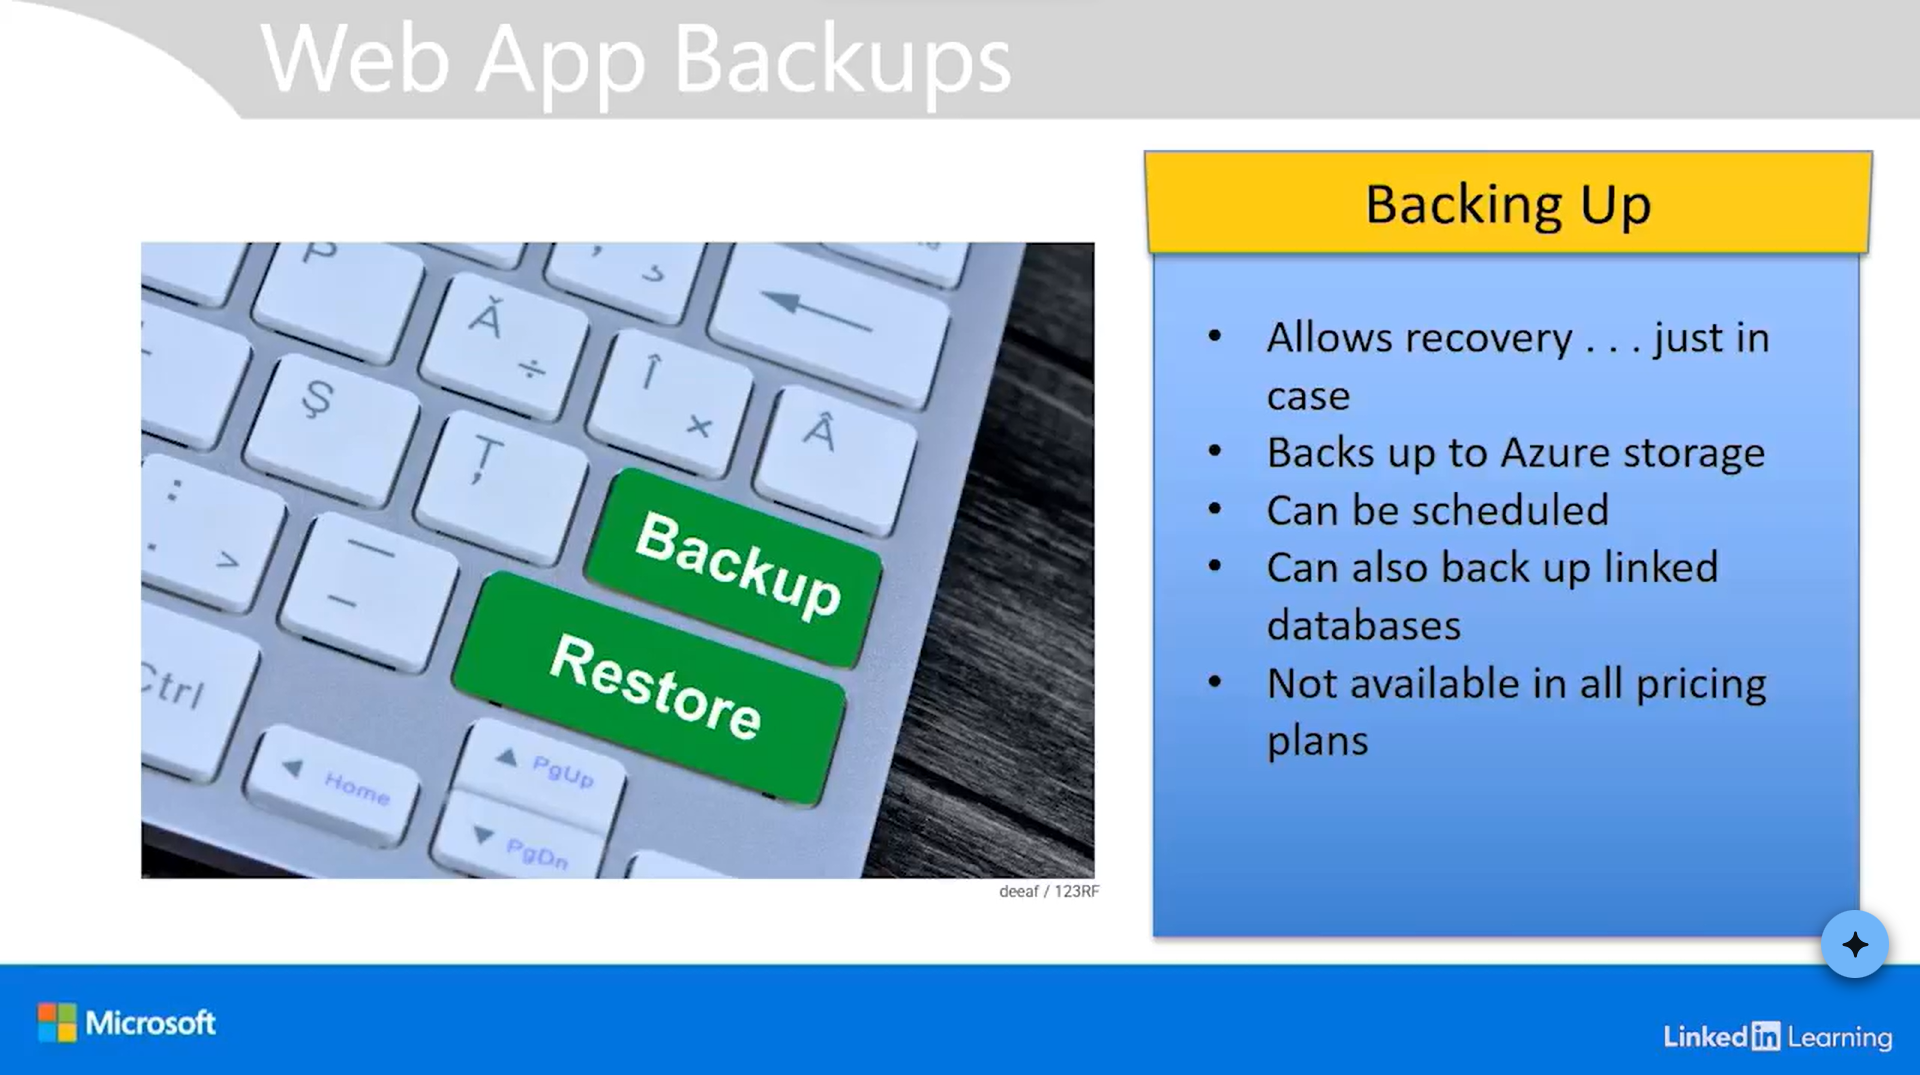 Web App Backups
Backing Up
• Allows recovery . . . just in
case
• Backs up to Azure storage
• Can be scheduled
• Can also back up linked
databases
• Not available in all pricing
plans
P
Ă ÷
Î ×
Â
Ş
Ț
: . >
Backup
Restore
Home
PgUp
PgDn
deeaf / 123RF
Microsoft
Linked in Learning